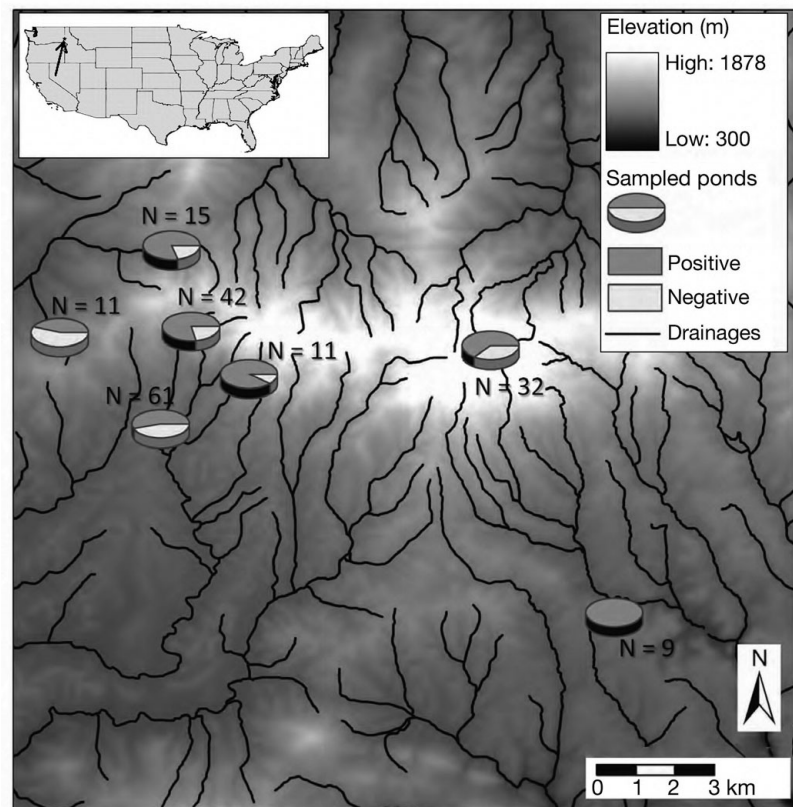 Elevation (m)
High: 1878
Low: 300
Sampled ponds
Positive
Negative
Drainages
N = 15
N = 11
N = 42
N = 11
N = 61
N = 32
N = 9
N
0 1 2 3 km